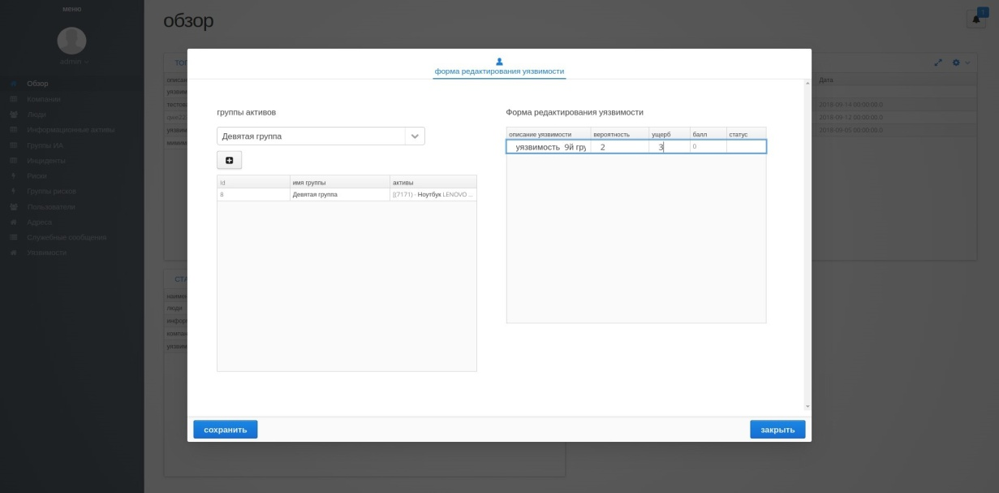 меню
обзор
1
admin
Обзор
Компании
Люди
Информационные активы
Группы ИА
Инциденты
Риски
Группы рисков
Пользователи
Адреса
Служебные сообщения
Уязвимости
форма редактирования уязвимости
Дата
2018-09-14 00:00:00.0
2018-09-12 00:00:00.0
2018-09-05 00:00:00.0
группы активов
Девятая группа
Id имя группы активы
8 Девятая группа [(7171) - Ноутбук LENOVO ...
Форма редактирования уязвимости
описание уязвимости вероятность ущерб балл статус
уязвимость 9й гру 2 3 0
люди
сохранить
закрыть